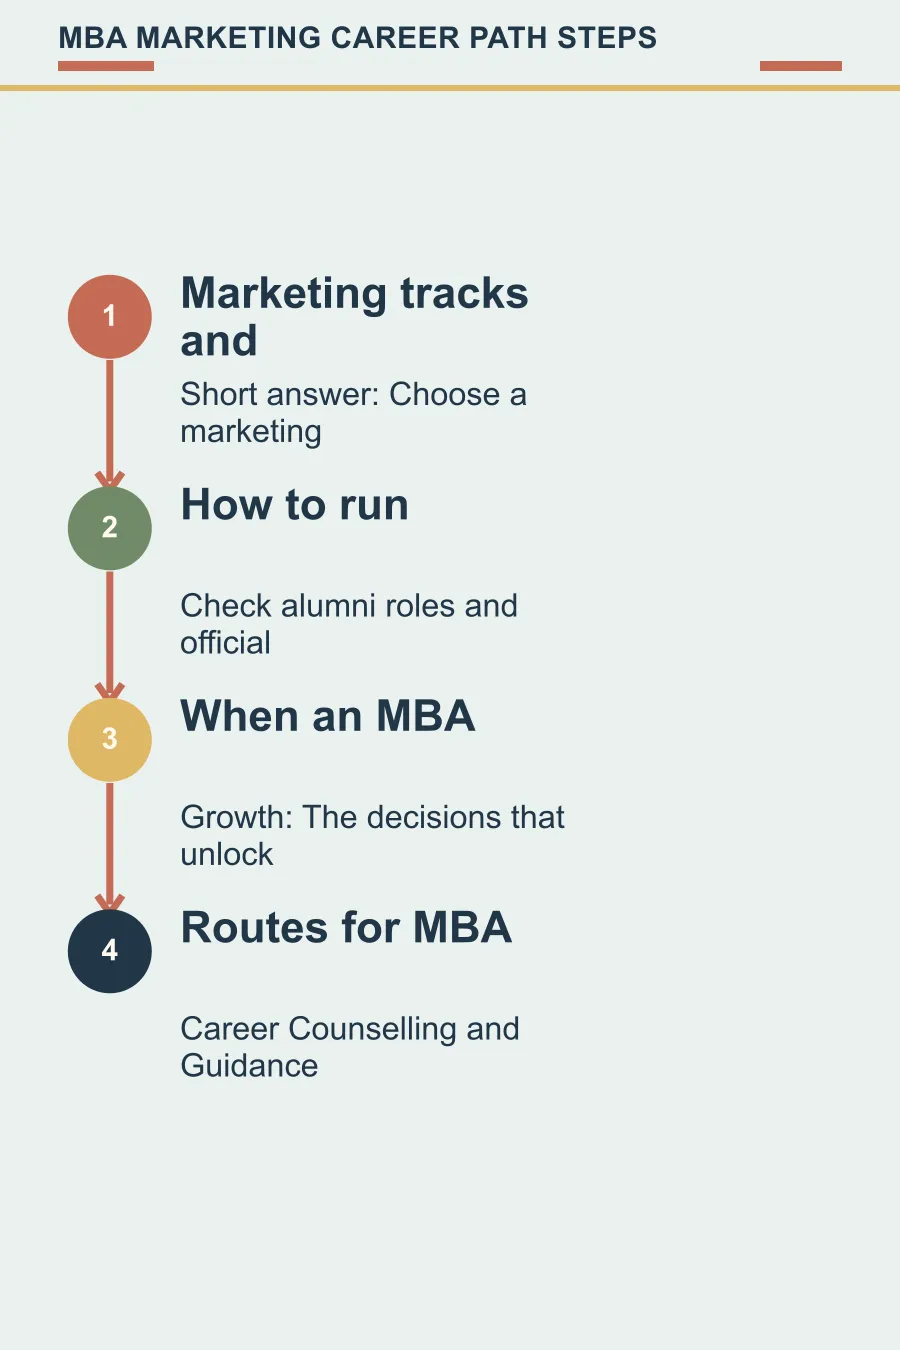 MBA MARKETING CAREER PATH STEPS
1
Marketing tracks
and
Short answer: Choose a
marketing
2
How to run
Check alumni roles and
official
3
When an MBA
Growth: The decisions that
unlock
4
Routes for MBA
Career Counselling and
Guidance